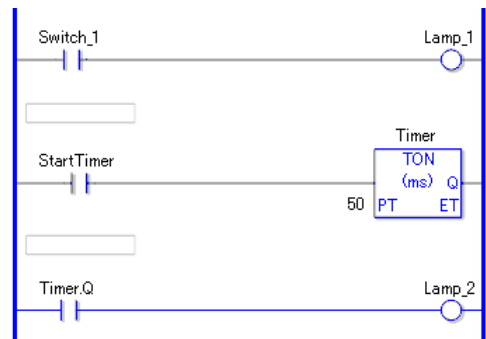 Switch_1 Lamp_1
Timer
StartTimer TON
(ms) Q
50 PT ET
Timer.Q Lamp_2